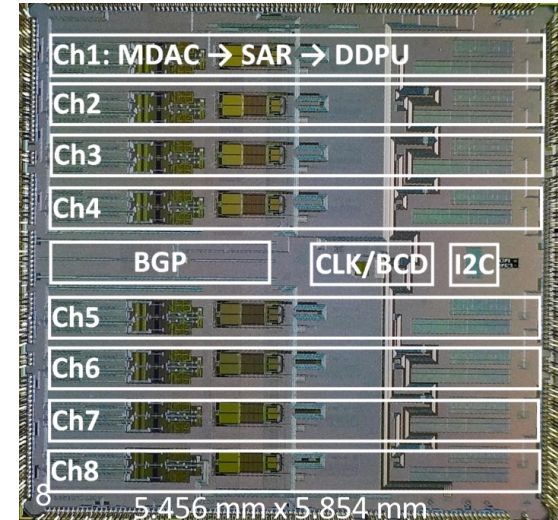 Ch1: MDAC → SAR → DDPU
Ch2
Ch3
Ch4
BGP CLK/BCD I2C
Ch5
Ch6
Ch7
Ch8
8
5.456 mm x 5.854 mm